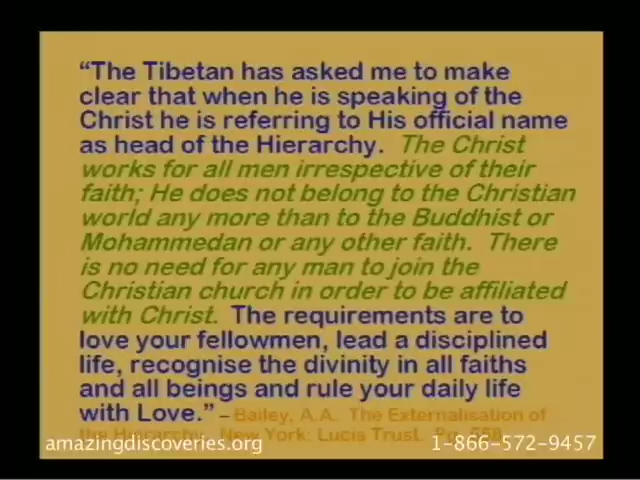 “The Tibetan has asked me to make
clear that when he is speaking of the
Christ he is referring to His official name
as head of the Hierarchy.  The Christ
works for all men irrespective of their
faith; He does not belong to the Christian
world any more than to the Buddhist or
Mohammedan or any other faith.  There
is no need for any man to join the
Christian church in order to be affiliated
with Christ.  The requirements are to
love your fellowmen, lead a disciplined
life, recognise the divinity in all faiths
and all beings and rule your daily life
with Love.” – Bailey, A.A.  The Externalisation of
the Hierarchy.  New York: Lucis Trust.  Pg. 558
amazingdiscoveries.org 1-866-572-9457